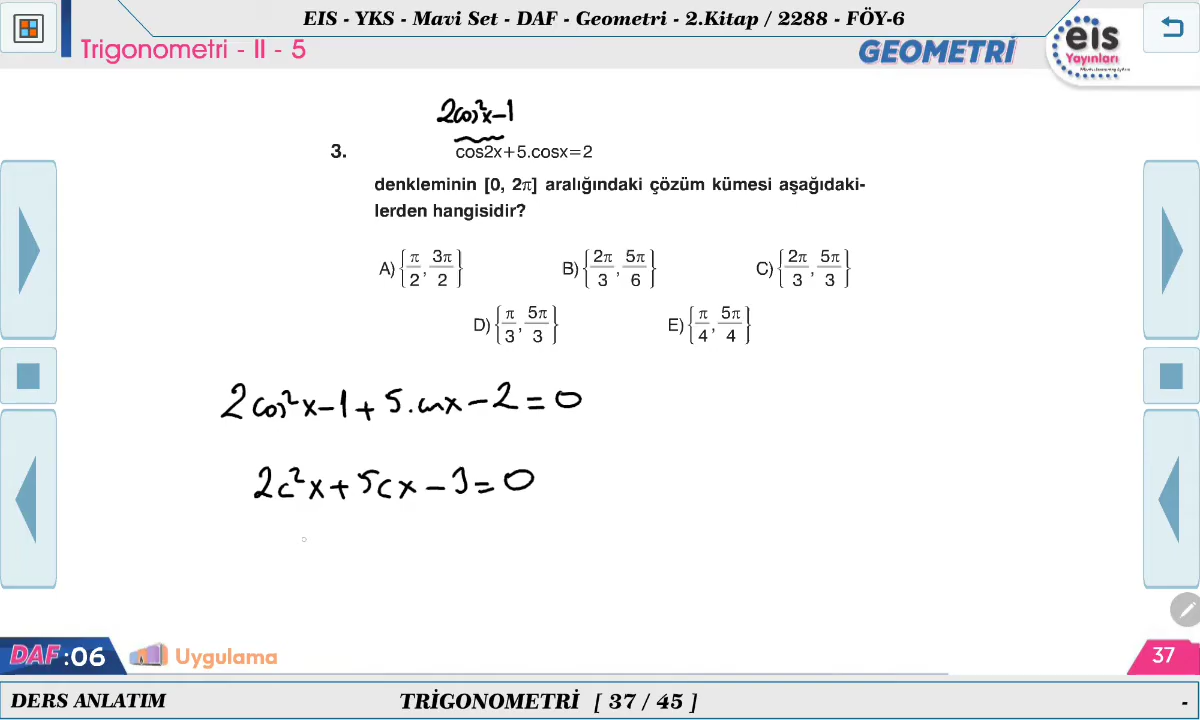 EIS - YKS - Mavi Set - DAF - Geometri - 2.Kitap / 2288 - FÖY-6
Trigonometri - II - 5
GEOMETRİ
eis
Yayınları
2cos²x-1
3. cos2x+5.cosx=2
denkleminin [0, 2π] aralığındaki çözüm kümesi aşağıdaki-
lerden hangisidir?
A) {π/2, 3π/2} B) {2π/3, 5π/6} C) {2π/3, 5π/3}
D) {π/3, 5π/3} E) {π/4, 5π/4}
2cos²x-1+5.cosx-2=0
2c²x+5cx-3=0
DAF:06 Uygulama 37
DERS ANLATIM TRİGONOMETRİ [ 37 / 45 ] -